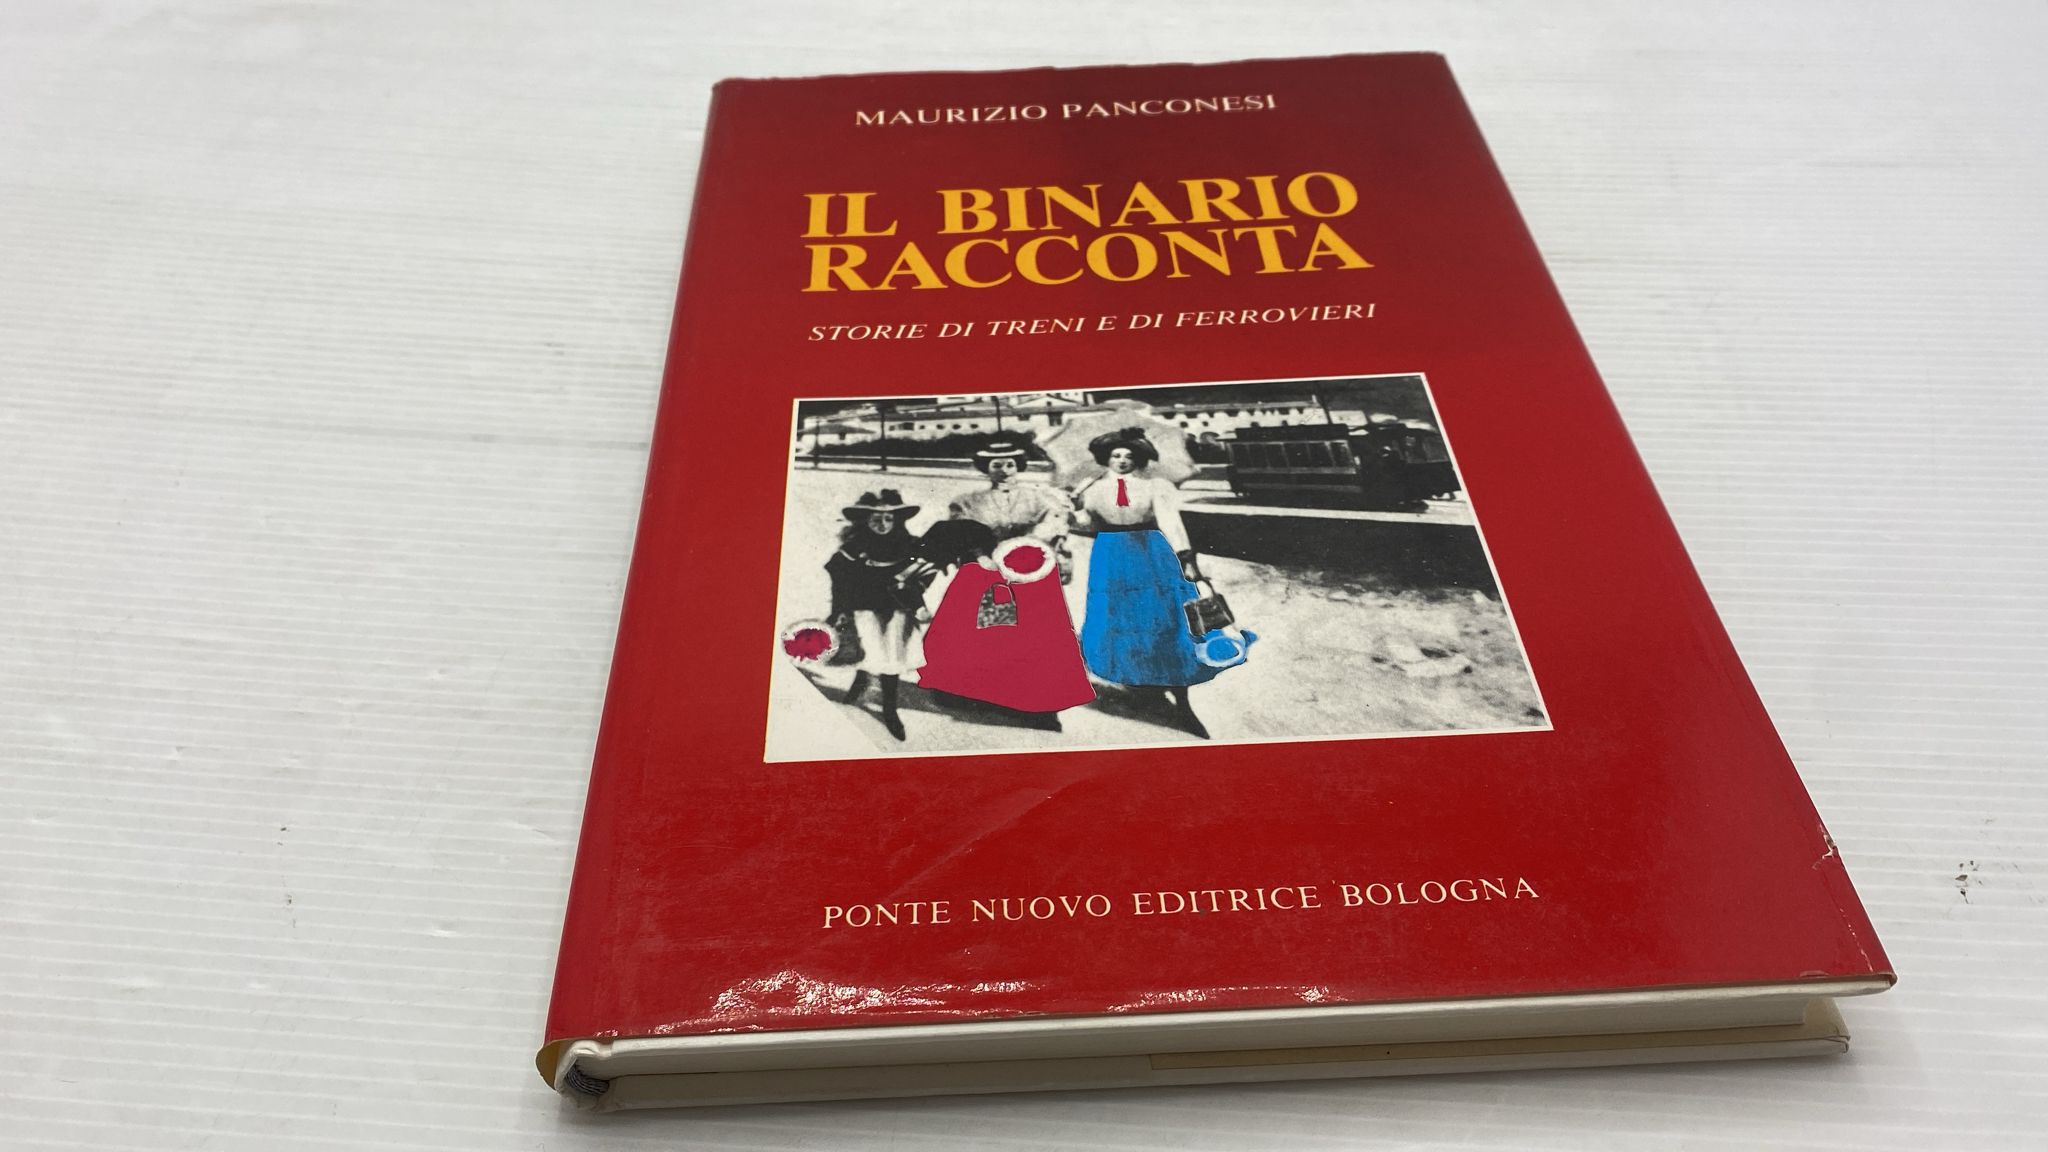 MAURIZIO PANCONESI
IL BINARIO
RACCONTA
STORIE DI TRENI E DI FERROVIERI
PONTE NUOVO EDITRICE BOLOGNA